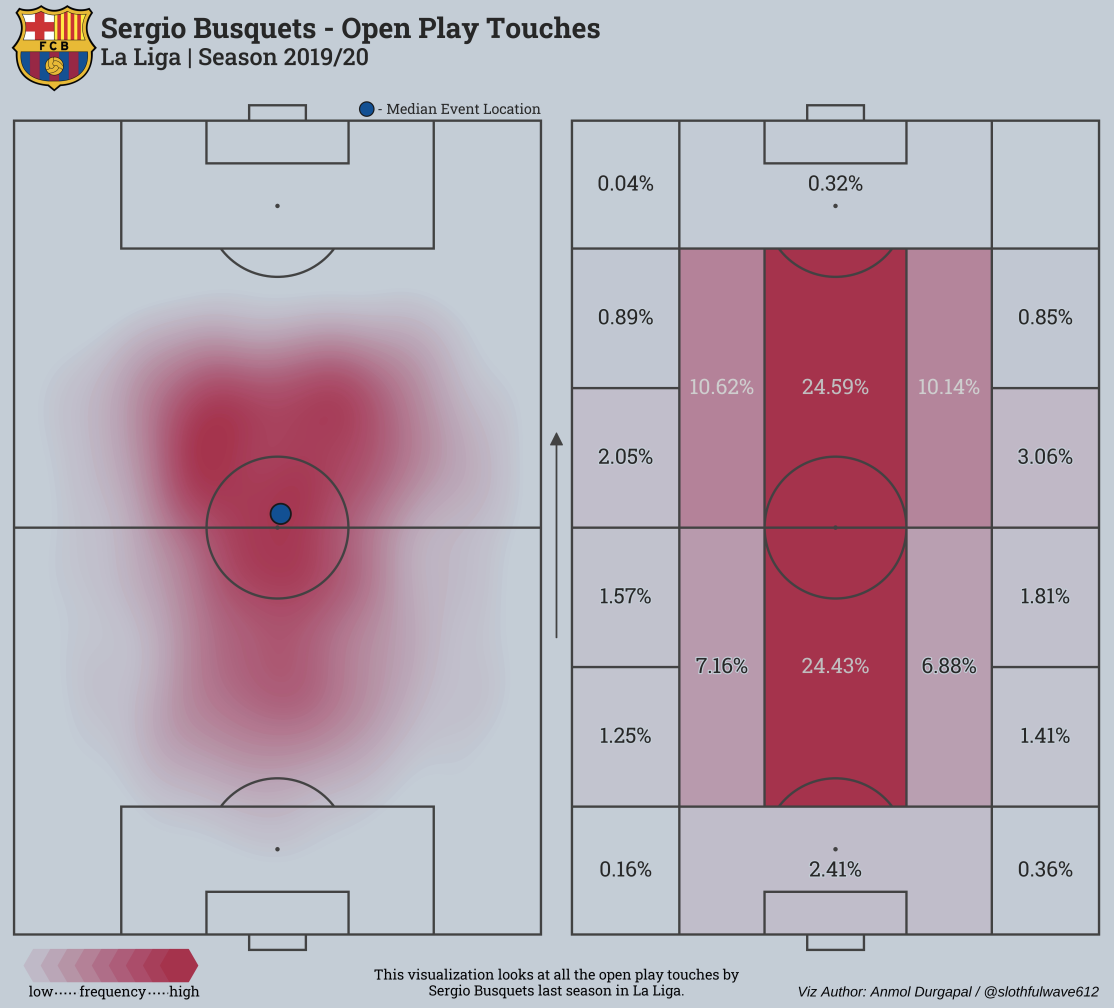 Sergio Busquets - Open Play Touches
La Liga | Season 2019/20
FCB
- Median Event Location
0.04%
0.32%
0.89%
0.85%
10.62%
24.59%
10.14%
2.05%
3.06%
1.57%
1.81%
7.16%
24.43%
6.88%
1.25%
1.41%
0.16%
2.41%
0.36%
low·····frequency·····high
This visualization looks at all the open play touches by
Sergio Busquets last season in La Liga.
Viz Author: Anmol Durgapal / @slothfulwave612